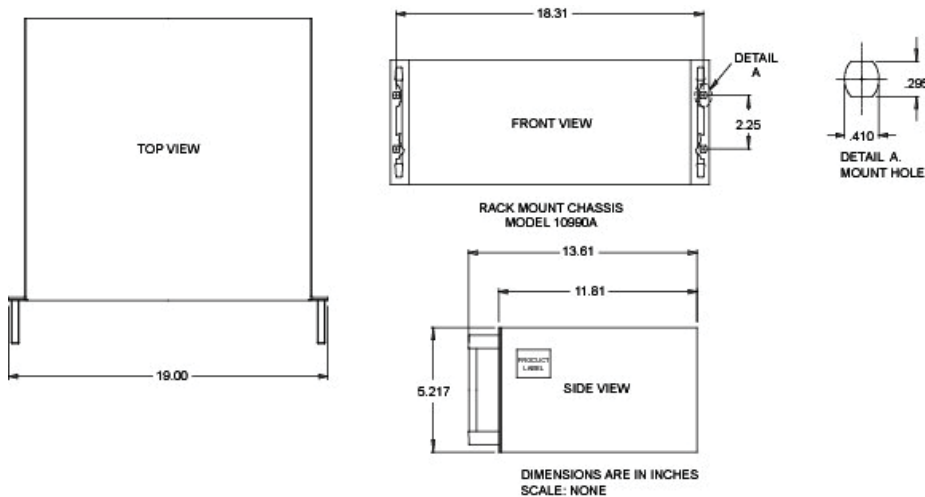 TOP VIEW
19.00
18.31
FRONT VIEW
DETAIL
A
2.25
RACK MOUNT CHASSIS
MODEL 10990A
.295
.410
DETAIL A.
MOUNT HOLE
13.61
11.81
5.217
PRODUCT
LABEL
SIDE VIEW
DIMENSIONS ARE IN INCHES
SCALE: NONE